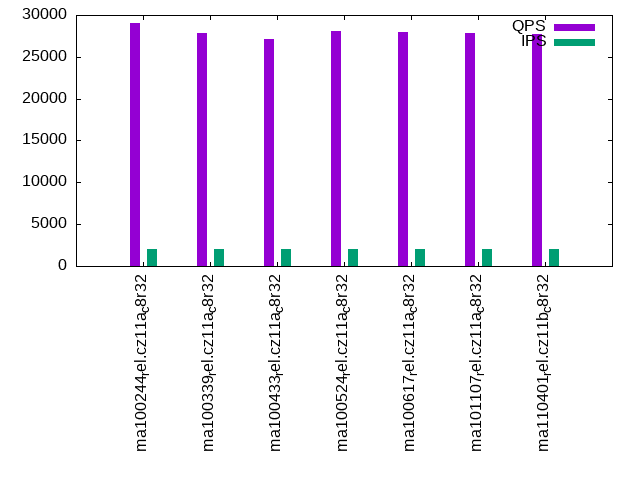 30000
25000
20000
15000
10000
5000
0
QPS
IPS
ma100244rel.cz11ac8r32
ma100339rel.cz11ac8r32
ma100433rel.cz11ac8r32
ma100524rel.cz11ac8r32
ma100617rel.cz11ac8r32
ma101107rel.cz11ac8r32
ma110401rel.cz11bc8r32